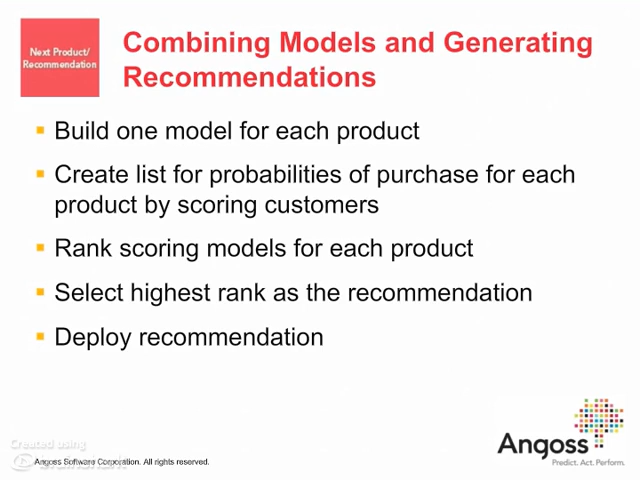 Next Product/
Recommendation
Combining Models and Generating
Recommendations
Build one model for each product
Create list for probabilities of purchase for each
product by scoring customers
Rank scoring models for each product
Select highest rank as the recommendation
Deploy recommendation
Created using
Angoss Software Corporation. All rights reserved.
Angoss
Predict. Act. Perform.